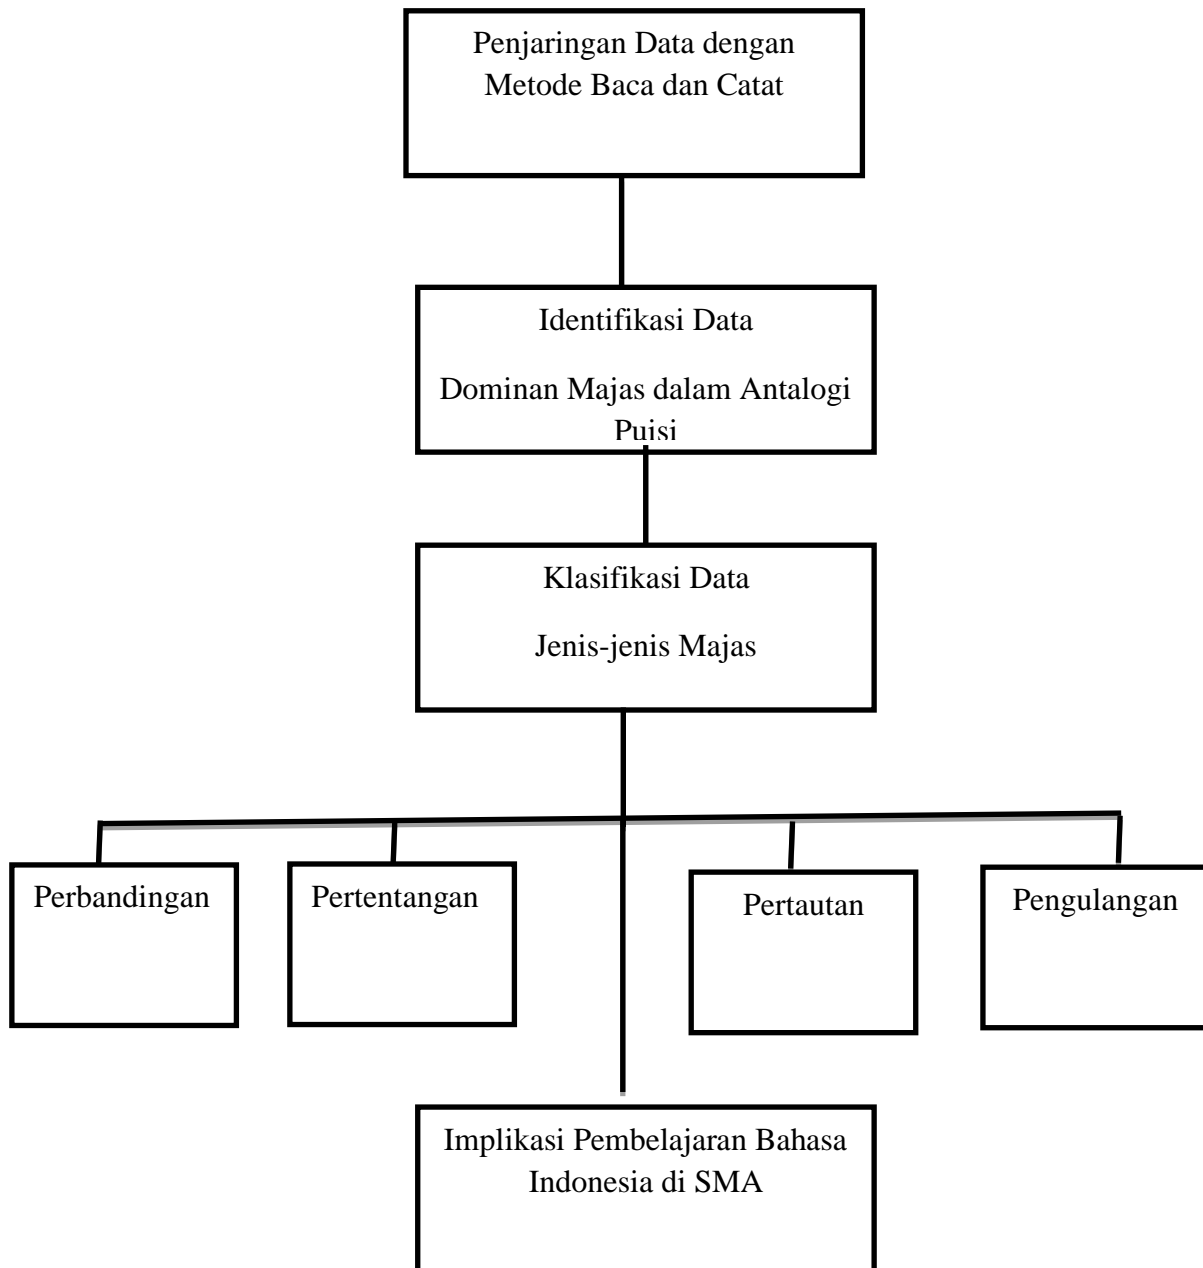 Penjaringan Data dengan
Metode Baca dan Catat
Identifikasi Data
Dominan Majas dalam Antalogi
Puisi
Klasifikasi Data
Jenis-jenis Majas
Perbandingan
Pertentangan
Pertautan
Pengulangan
Implikasi Pembelajaran Bahasa
Indonesia di SMA